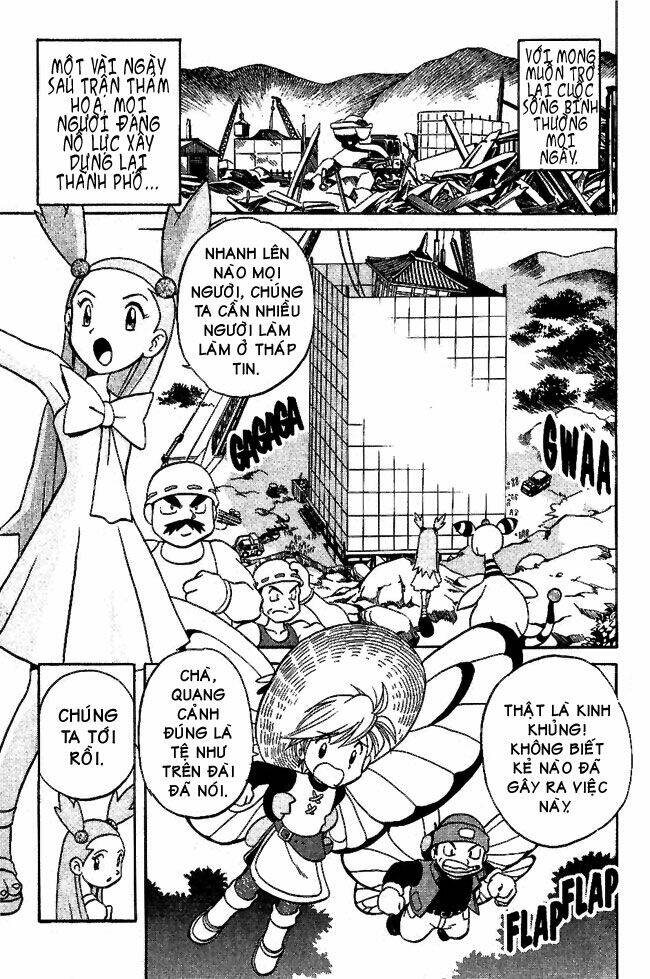 MỘT VÀI NGÀY
SAU TRẬN THẢM
HỌA, MỌI
NGƯỜI ĐANG
NỔ LỰC XÂY
DỰNG LẠI
THÀNH PHỐ...
VỚI MONG
MUỐN TRỞ
LẠI CUỘC
SỐNG BÌNH
THƯỜNG MỌI
NGÀY.
NHANH LÊN
NÀO MỌI
NGƯỜI, CHÚNG
TA CẦN NHIỀU
NGƯỜI LÀM
LÀM Ở THÁP
TIN.
GAGAGA
GWAA
CHÚNG
TA TỚI
RỒI.
CHÀ,
QUANG
CẢNH
ĐÚNG LÀ
TỆ NHƯ
TRÊN ĐÀI
ĐÃ NÓI.
THẬT LÀ KINH
KHỦNG!
KHÔNG BIẾT
KẺ NÀO ĐÃ
GÂY RA VIỆC
NÀY.
FLAP
FLAP